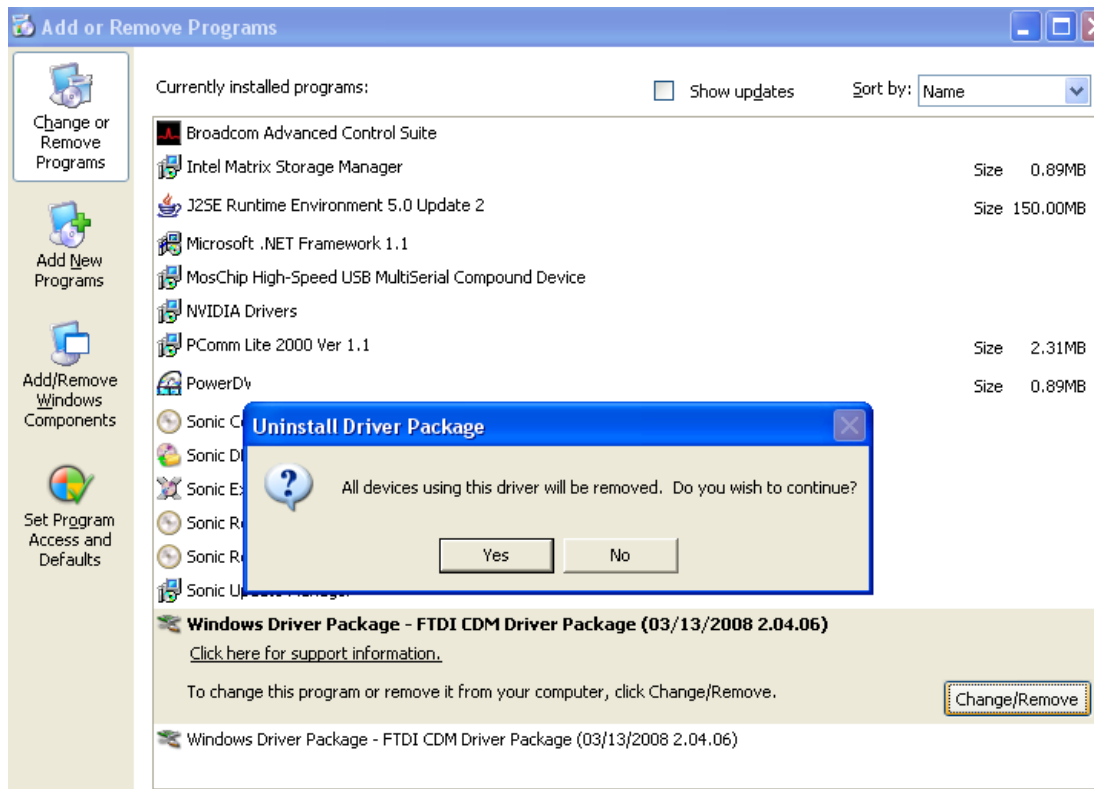 Add or Remove Programs
Change or
Remove
Programs
Add New
Programs
Add/Remove
Windows
Components
Set Program
Access and
Defaults
Currently installed programs:
Show updates
Sort by: Name
Broadcom Advanced Control Suite
Intel Matrix Storage Manager Size 0.89MB
J2SE Runtime Environment 5.0 Update 2 Size 150.00MB
Microsoft .NET Framework 1.1
MosChip High-Speed USB MultiSerial Compound Device
NVIDIA Drivers
PComm Lite 2000 Ver 1.1 Size 2.31MB
Size 0.89MB
Sonic
Sonic
Sonic
Sonic
Sonic
Sonic
Uninstall Driver Package
All devices using this driver will be removed. Do you wish to continue?
Yes No
Windows Driver Package - FTDI CDM Driver Package (03/13/2008 2.04.06)
Click here for support information.
To change this program or remove it from your computer, click Change/Remove.
Change/Remove
Windows Driver Package - FTDI CDM Driver Package (03/13/2008 2.04.06)